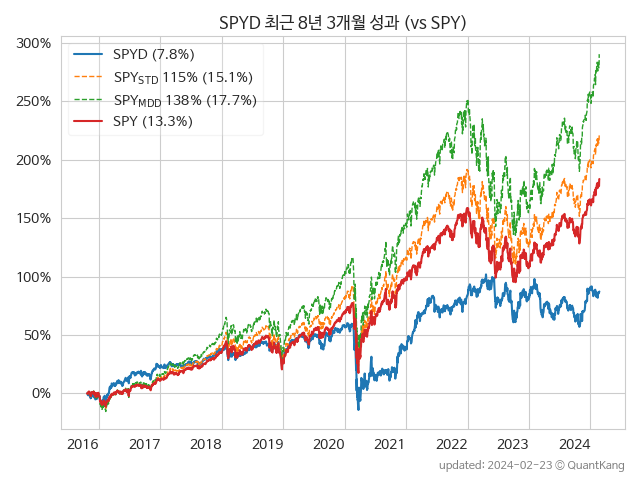 SPYD 최근 8년 3개월 성과 (vs SPY)
300%
250%
200%
150%
100%
50%
0%
SPYD (7.8%)
SPY_STD 115% (15.1%)
SPY_MDD 138% (17.7%)
SPY (13.3%)
2016 2017 2018 2019 2020 2021 2022 2023 2024
updated: 2024-02-23 © QuantKang